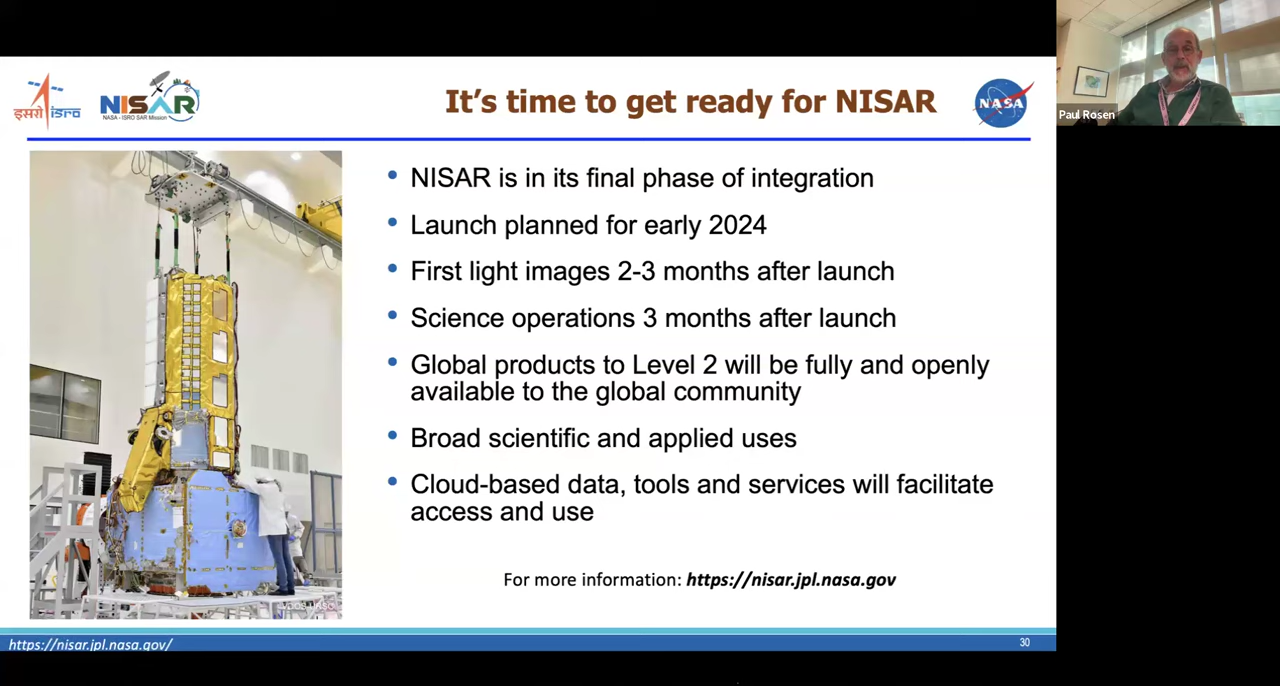 इसरो isro
NISAR
NASA - ISRO SAR Mission
It's time to get ready for NISAR
NASA
Paul Rosen
• NISAR is in its final phase of integration
• Launch planned for early 2024
• First light images 2-3 months after launch
• Science operations 3 months after launch
• Global products to Level 2 will be fully and openly
available to the global community
• Broad scientific and applied uses
• Cloud-based data, tools and services will facilitate
access and use
For more information: https://nisar.jpl.nasa.gov
https://nisar.jpl.nasa.gov/
30